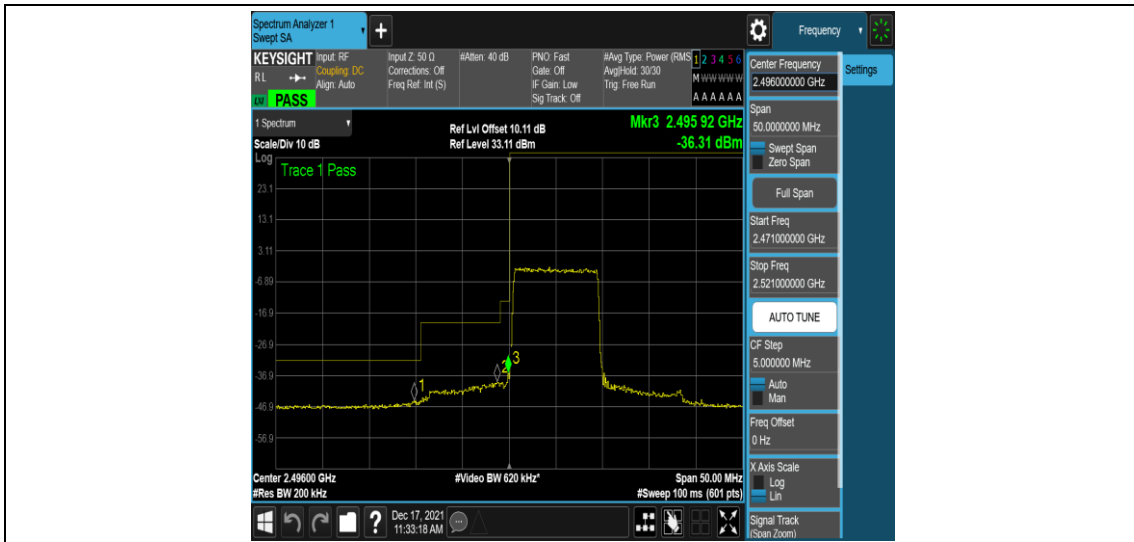 Spectrum Analyzer 1
Swept SA
Frequency
KEYSIGHT
Input: RF
Coupling: DC
Align: Auto
Input Z: 50 Ω
Corrections: Off
Freq Ref: Int (S)
#Atten: 40 dB
PNO: Fast
Gate: Off
IF Gain: Low
Sig Track: Off
#Avg Type: Power (RMS
Avg|Hold: 30/30
Trig: Free Run
1 2 3 4 5 6
M W W W W W
A A A A A A
R L
PASS
1 Spectrum
Scale/Div 10 dB
Ref Lvl Offset 10.11 dB
Ref Level 33.11 dBm
Mkr3 2.495 92 GHz
-36.31 dBm
Log
Trace 1 Pass
23.1
13.1
3.11
-6.89
-16.9
-26.9
-36.9
-46.9
-56.9
1
2
3
Center 2.49600 GHz
#Res BW 200 kHz
#Video BW 620 kHz*
Span 50.00 MHz
#Sweep 100 ms (601 pts)
Center Frequency
2.496000000 GHz
Settings
Span
50.0000000 MHz
Swept Span
Zero Span
Full Span
Start Freq
2.471000000 GHz
Stop Freq
2.521000000 GHz
AUTO TUNE
CF Step
5.000000 MHz
Auto
Man
Freq Offset
0 Hz
X Axis Scale
Log
Lin
Signal Track
(Span Zoom)
?
Dec 17, 2021
11:33:18 AM